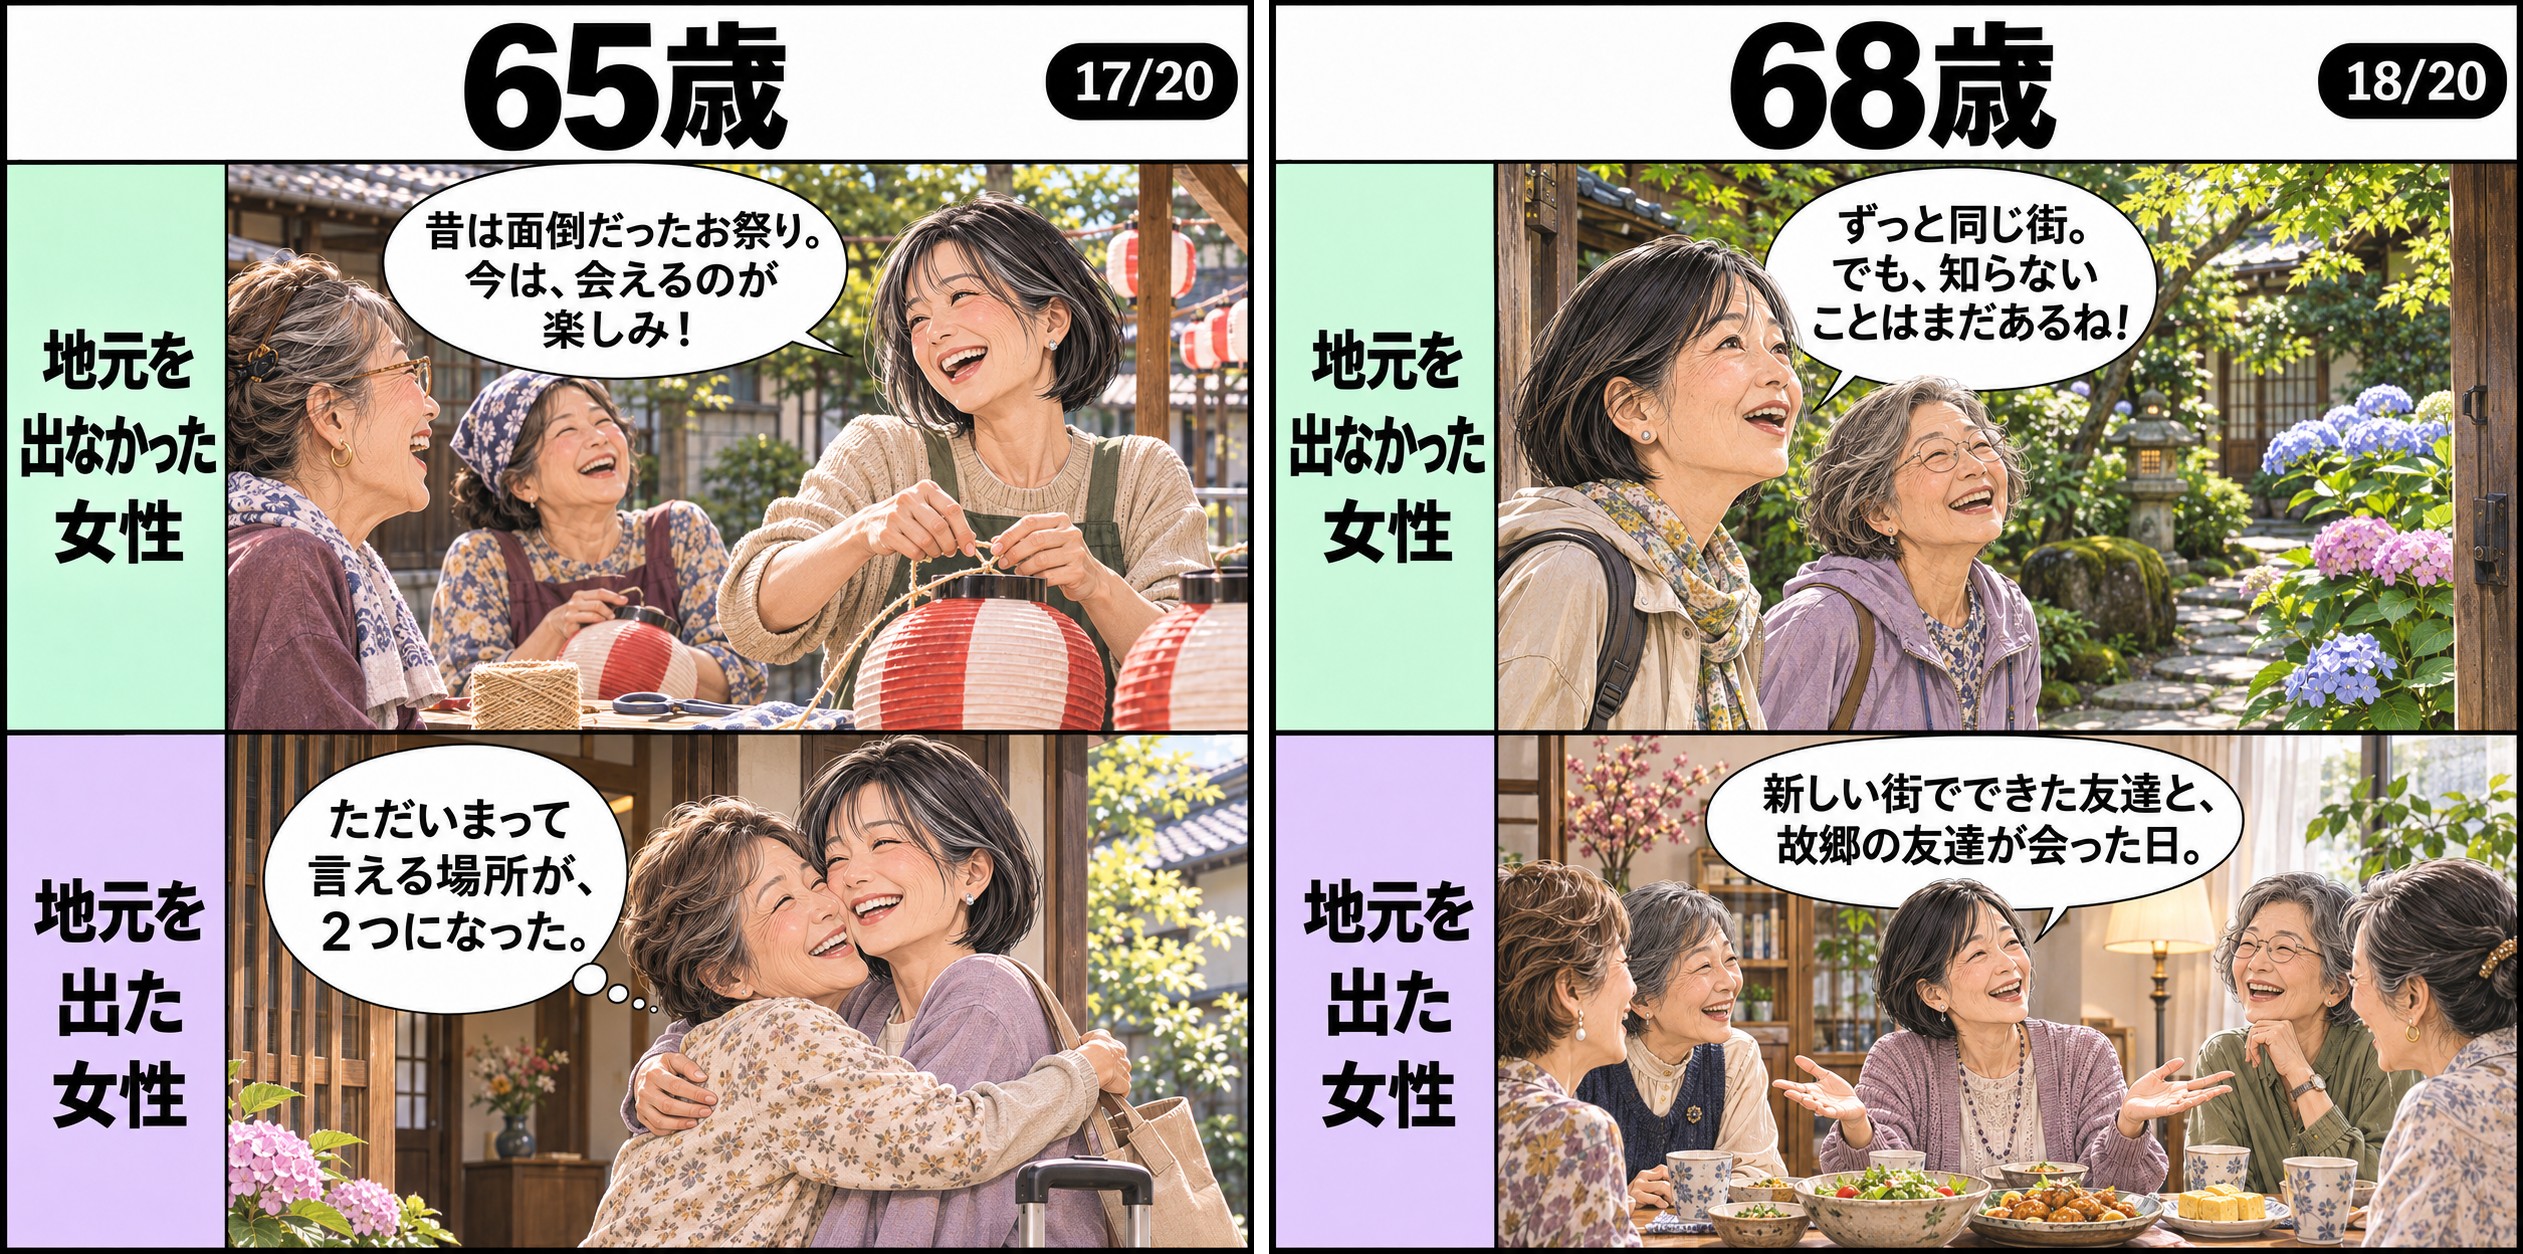 65歳
17/20
地元を
出なかった
女性
昔は面倒だったお祭り。
今は、会えるのが
楽しみ！
地元を
出た
女性
ただいまって
言える場所が、
2つになった。
68歳
18/20
地元を
出なかった
女性
ずっと同じ街。
でも、知らない
ことはまだあるね！
地元を
出た
女性
新しい街でできた友達と、
故郷の友達が会った日。